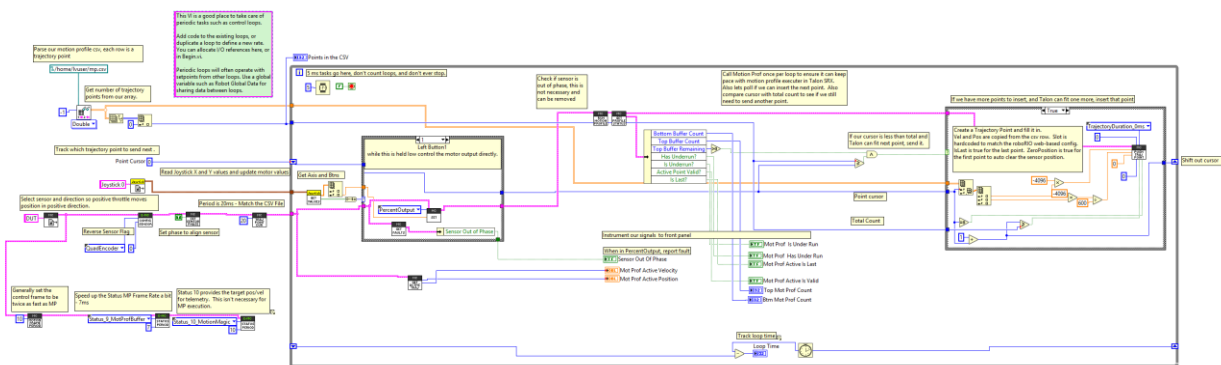 This VI is a good place to take care of
periodic tasks such as control loops.
Add code to the existing loops, or
duplicate a loop to define a new rate.
You can allocate I/O references here, or
in Begin.vi.
Periodic loops will often operate with
setpoints from other loops. Use a global
variable such as Robot Global Data for
sharing data between loops.
Parse our motion profile csv, each row is a
trajectory point
Get number of trajectory
points from our array.
-1
Double
0
Track which trajectory point to send next .
Point Cursor
Read Joystick X and Y values and update motor values.
Joystick 0
Select sensor and direction so positive throttle moves
position in positive direction.
Period is 20ms - Match the CSV File
Reverse Sensor Flag
Set phase to align sensor
QuadEncoder
0
Generally set the
control frame to be
twice as fast as MP
Speed up the Status MP Frame Rate a bit
- 7ms
Status 10 provides the target pos/vel
for telemetry. This isn't necessary for
MP execution.
10
Status_9_MotProfBuffer
7
Status_10_MotionMagic
10
Points in the CSV
i
Get Axis and Btns
Left Button?
while this is held low control the motor output directly.
PercentOutput
Sensor Out of Phase
Check if sensor is
out of phase, this is
not necessary and
can be removed
Call Motion Prof once per loop to ensure it can keep
pace with motion profile executer in Talon SRX.
Also lets poll if we can insert the next point. Also
compare cursor with total count to see if we still
need to send another point.
Bottom Buffer Count
Top Buffer Count
Top Buffer Remaining
Has Underun?
Is Underun?
Active Point Valid?
Is Last?
If our cursor is less than total and
Talon can fit next point, send it.
Point cursor
Total Count
Instrument our signals to front panel
When in PercentOutput, report fault
Sensor Out Of Phase
Mot Prof Active Velocity
Mot Prof Active Position
Mot Prof Is Under Run
Mot Prof Has Under Run
Mot Prof Active Is Last
Mot Prof Active Is Valid
Top Mot Prof Count
Btm Mot Prof Count
If we have more points to insert, and Talon can fit one more, insert that point
True
Create a Trajectory Point and fill it in.
Vel and Pos are copied from the csv row. Slot is
hardcoded to match the roboRIO web-based config.
IsLast is true for the last point. ZeroPosition is true for
the first point to auto clear the sensor position.
TrajectoryDuration_0ms
-4096
-4096
600
0
1
Shift out cursor
Track loop time
Loop Time